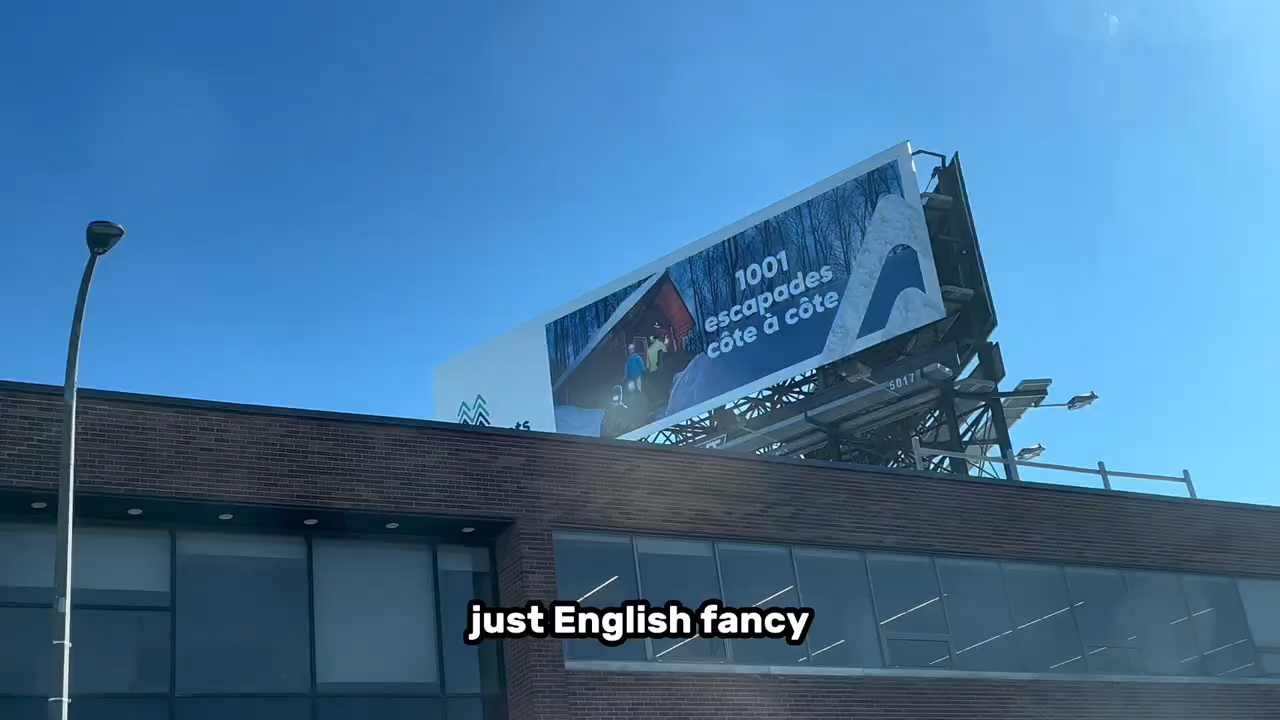 1001
escapades
côte à côte
5017
just English fancy